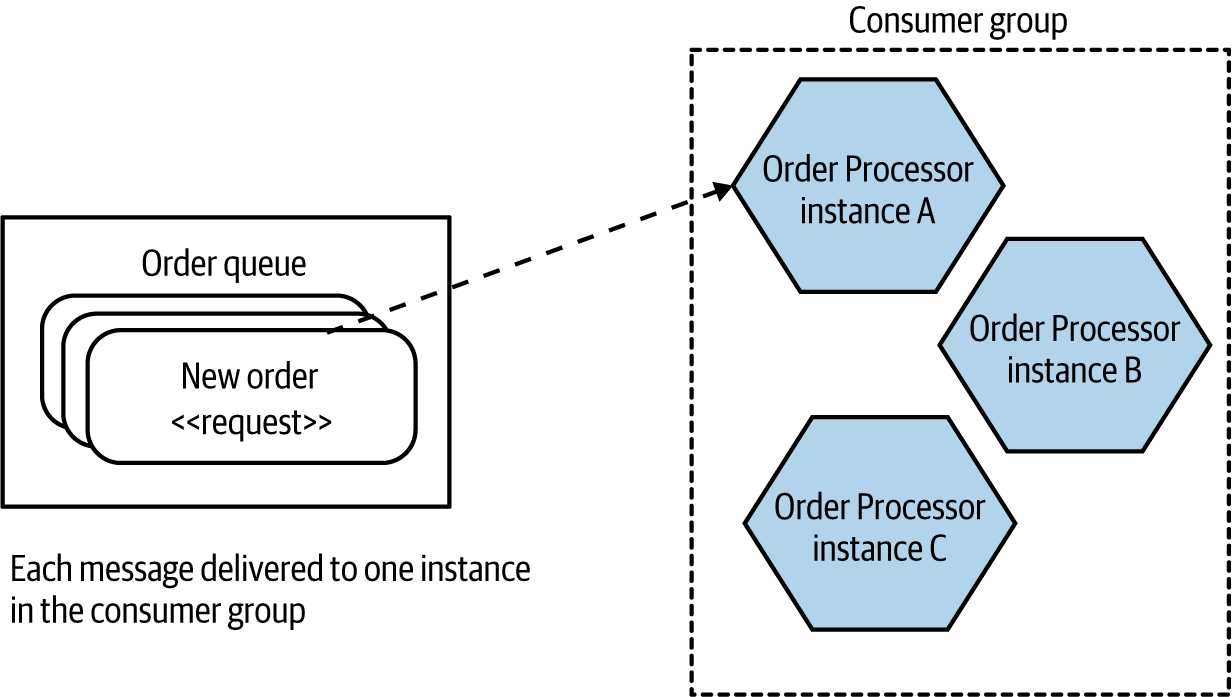 Consumer group
Order Processor
instance A
Order queue
New order
<<request>>
Order Processor
instance B
Order Processor
instance C
Each message delivered to one instance
in the consumer group